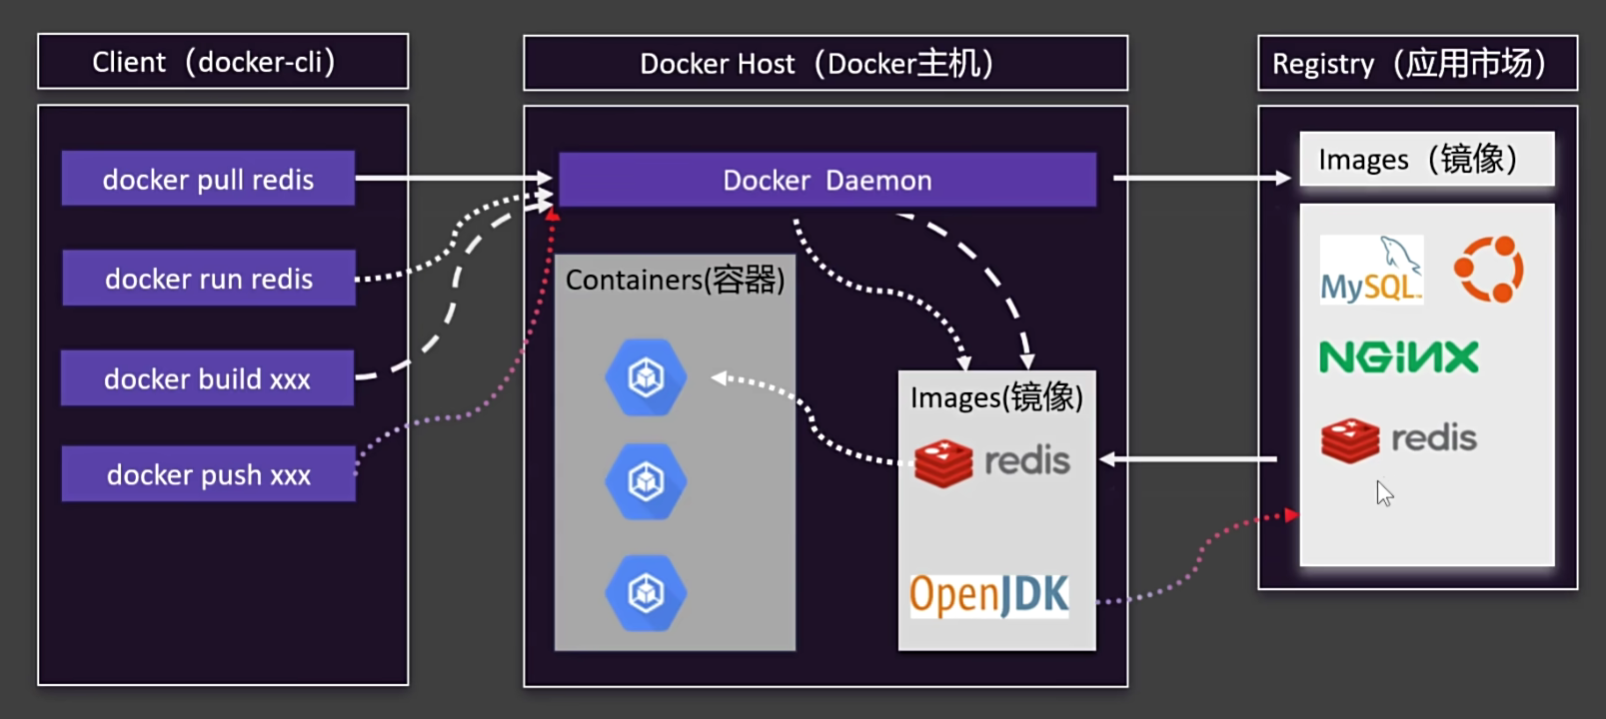 Client（docker-cli）
docker pull redis
docker run redis
docker build xxx
docker push xxx
Docker Host（Docker主机）
Docker  Daemon
Containers(容器)
Images(镜像)
redis
OpenJDK
Registry（应用市场）
Images（镜像）
MySQL
NGiNX
redis